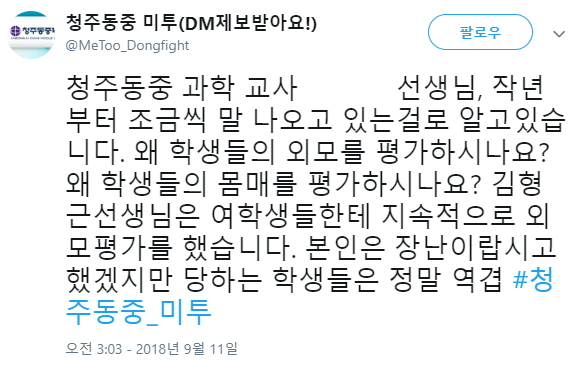 청주동중 미투(DM제보받아요!)
@MeToo_Dongfight
팔로우
청주동중 과학 교사 선생님, 작년
부터 조금씩 말 나오고 있는걸로 알고있습
니다. 왜 학생들의 외모를 평가하시나요?
왜 학생들의 몸매를 평가하시나요? 김형
근선생님은 여학생들한테 지속적으로 외
모평가를 했습니다. 본인은 장난이랍시고
했겠지만 당하는 학생들은 정말 역겹 #청
주동중_미투
오전 3:03 - 2018년 9월 11일